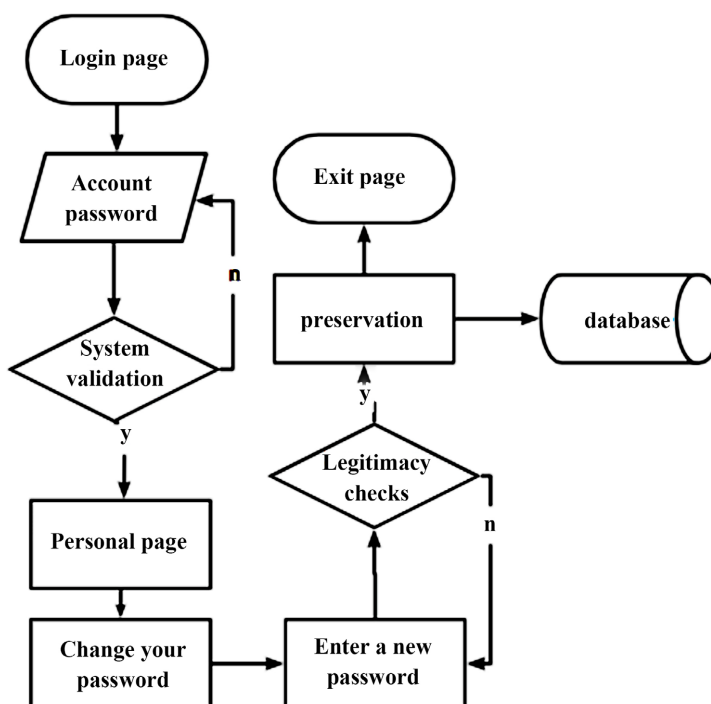 Login page
Account
password
n
System
validation
y
Personal page
Change your
password
Enter a new
password
Legitimacy
checks
n
y
preservation
database
Exit page